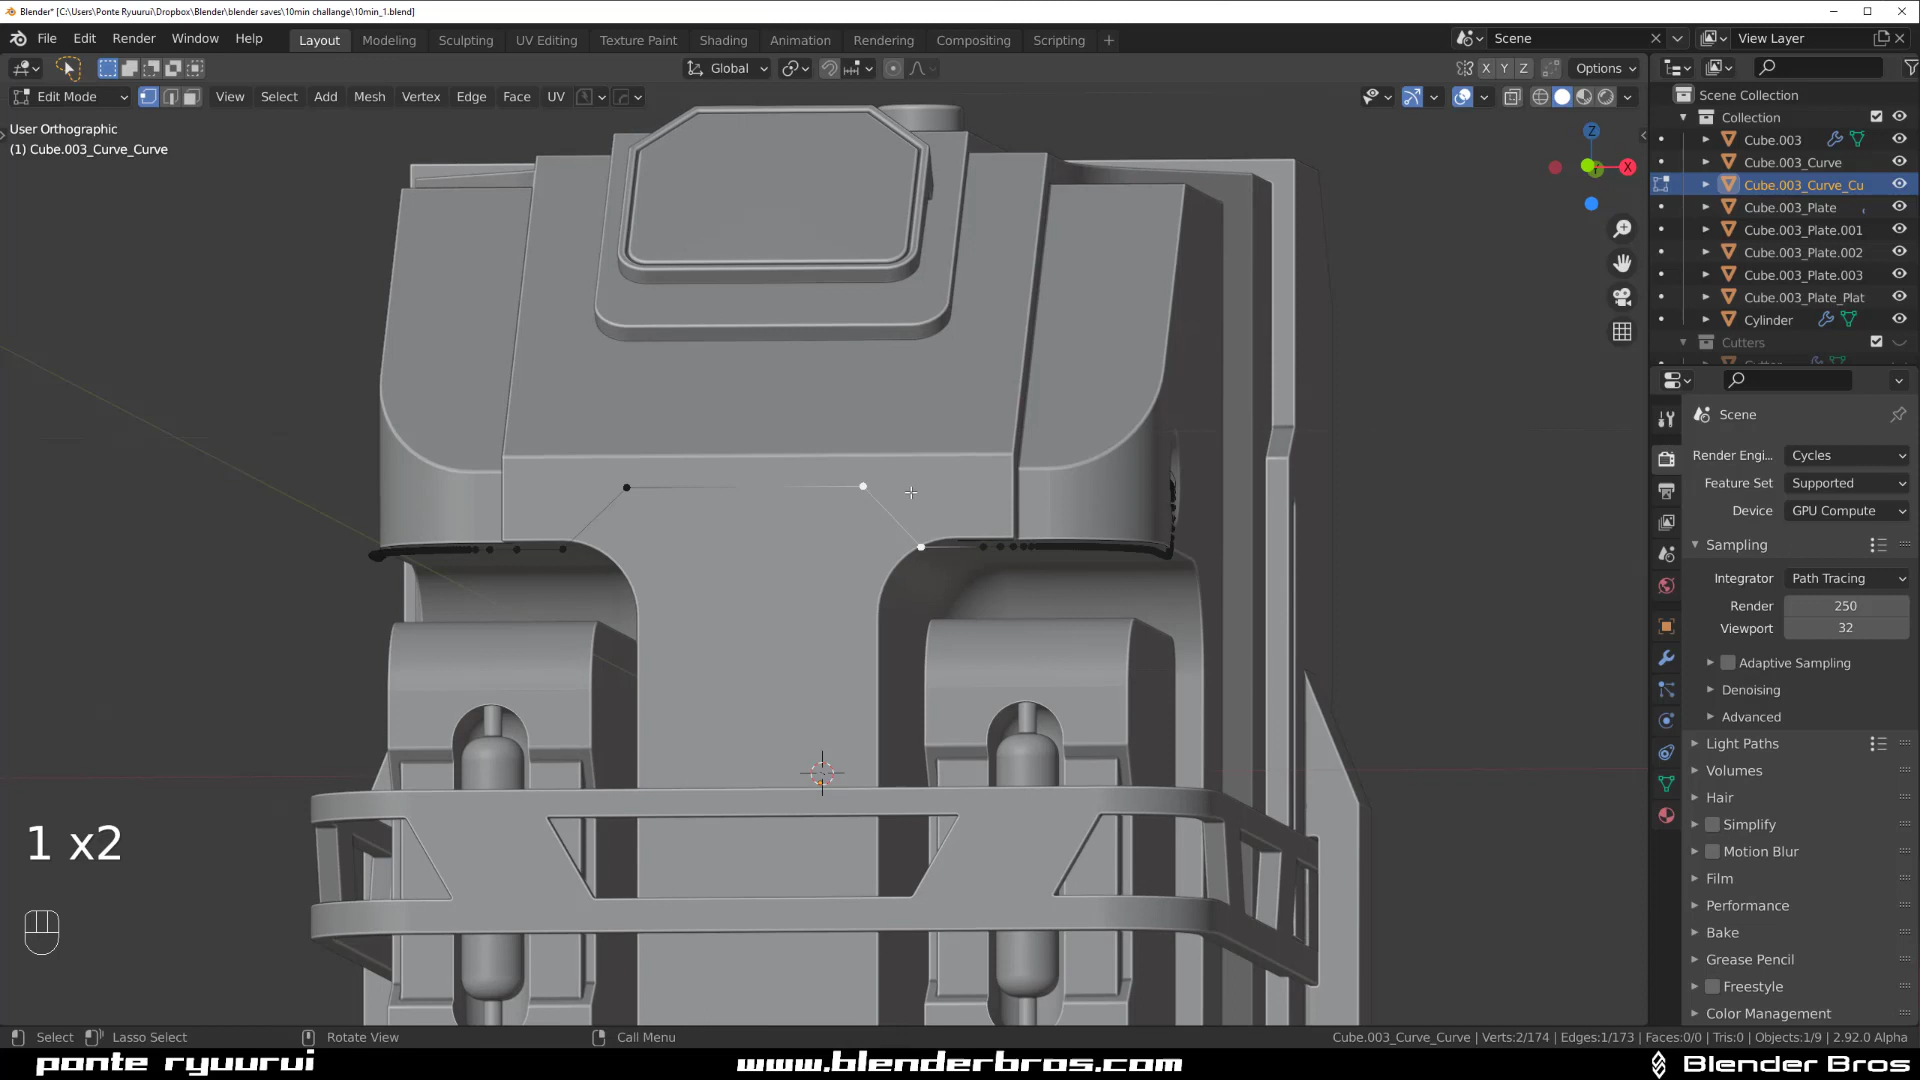 Blender* [C:\Users\Ponte Ryuurui\Dropbox\Blender\blender saves\10min challange\10min_1.blend]
File Edit Render Window Help Layout Modeling Sculpting UV Editing Texture Paint Shading Animation Rendering Compositing Scripting + Scene View Layer
Global X Y Z Options
Edit Mode View Select Add Mesh Vertex Edge Face UV
User Orthographic
(1) Cube.003_Curve_Curve
Z
X
Scene Collection
Collection
Cube.003
Cube.003_Curve
Cube.003_Curve_Cu
Cube.003_Plate
Cube.003_Plate.001
Cube.003_Plate.002
Cube.003_Plate.003
Cube.003_Plate_Plat
Cylinder
Cutters
Scene
Render Engi... Cycles
Feature Set Supported
Device GPU Compute
Sampling
Integrator Path Tracing
Render 250
Viewport 32
Adaptive Sampling
Denoising
Advanced
Light Paths
Volumes
Hair
Simplify
Motion Blur
Film
Performance
Bake
Grease Pencil
Freestyle
Color Management
1 x2
Select Lasso Select Rotate View Call Menu Cube.003_Curve_Curve | Verts:2/174 | Edges:1/173 | Faces:0/0 | Tris:0 | Objects:1/9 | 2.92.0 Alpha
ponte ryuurui www.blenderbros.com Blender Bros